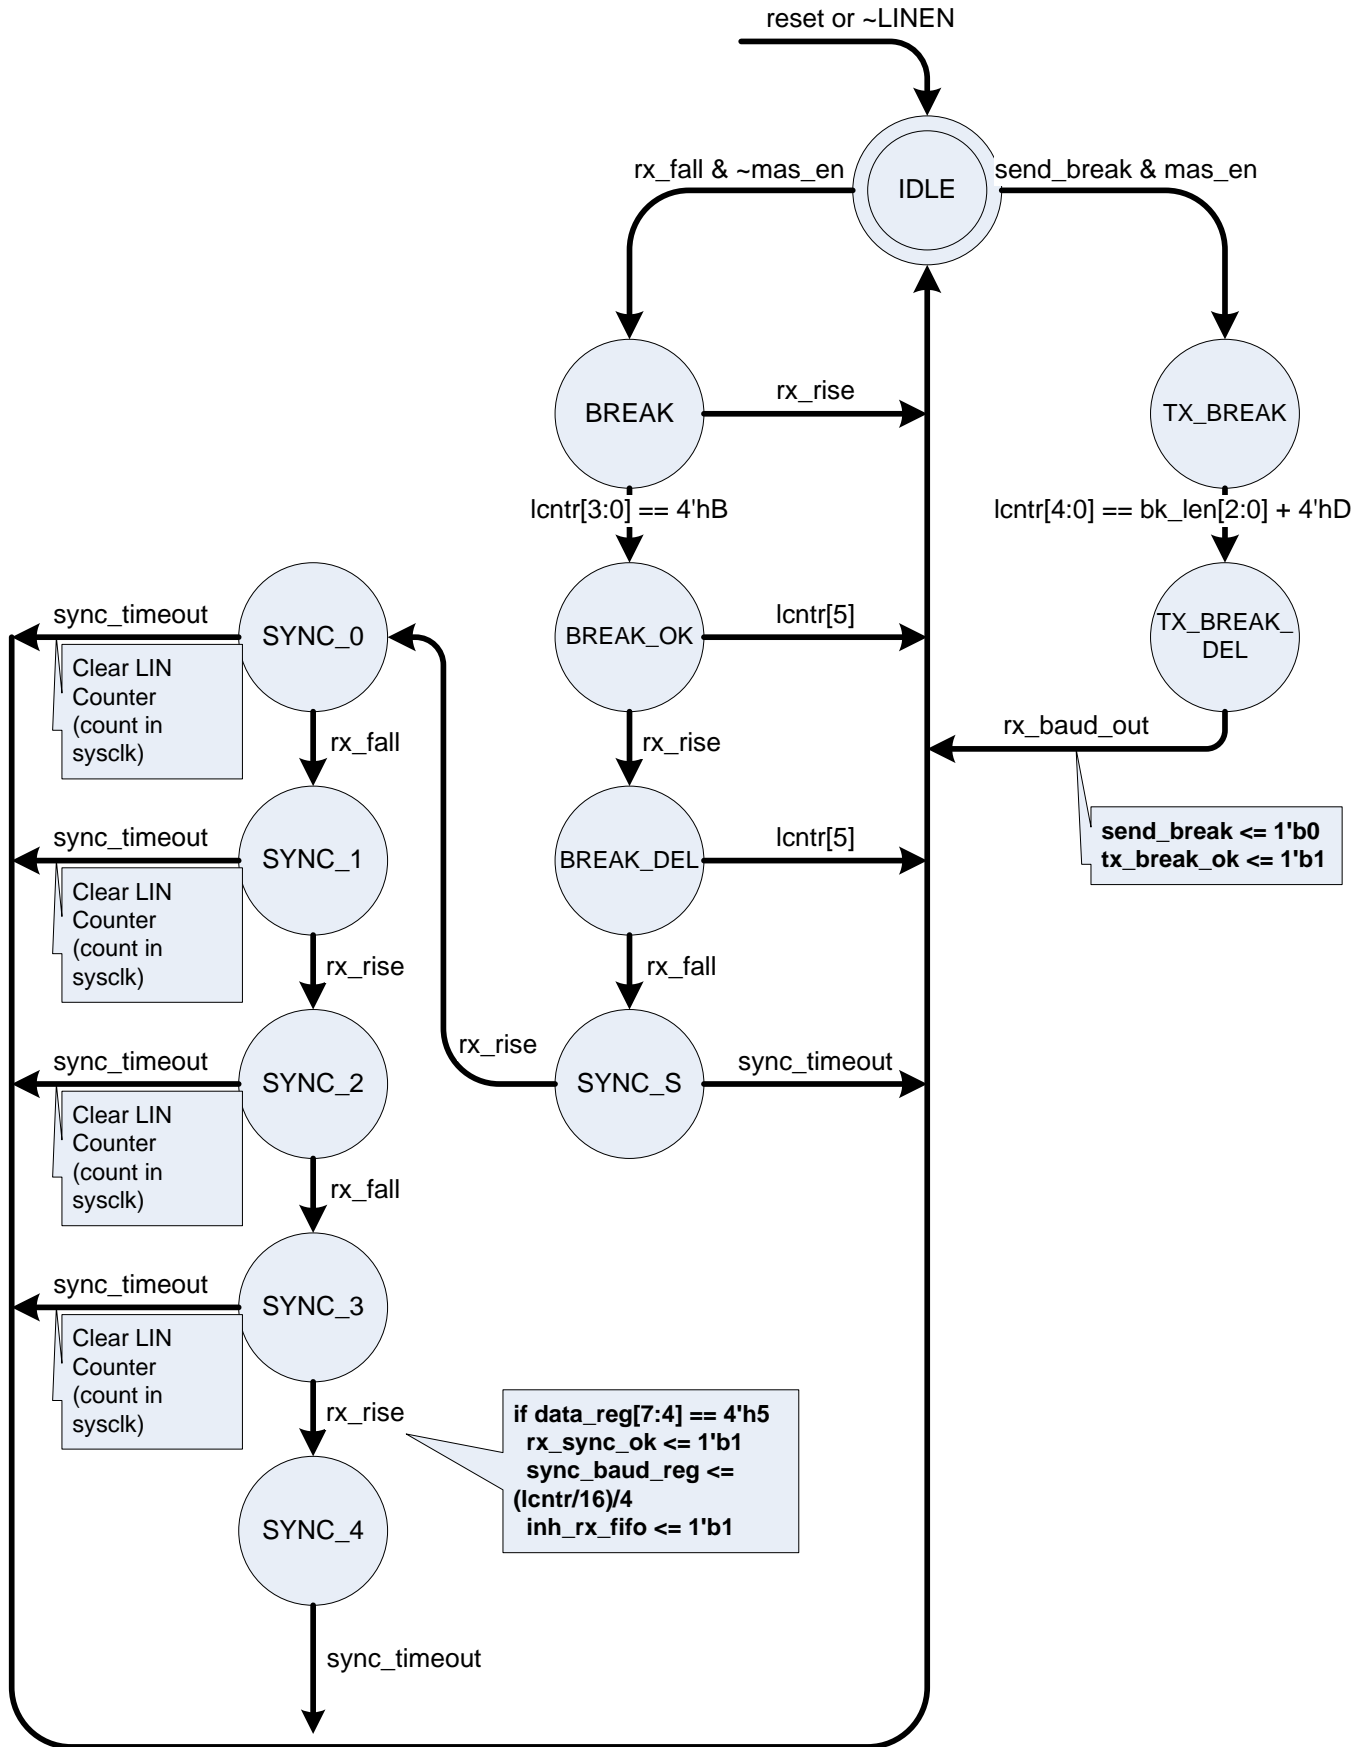 reset or ~LINEN
rx_fall & ~mas_en
IDLE
send_break & mas_en
BREAK
rx_rise
TX_BREAK
lcntr[3:0] == 4'hB
lcntr[4:0] == bk_len[2:0] + 4'hD
sync_timeout
SYNC_0
BREAK_OK
lcntr[5]
TX_BREAK_
DEL
Clear LIN
Counter
(count in
sysclk)
rx_fall
rx_rise
rx_baud_out
send_break <= 1'b0
tx_break_ok <= 1'b1
sync_timeout
SYNC_1
BREAK_DEL
lcntr[5]
Clear LIN
Counter
(count in
sysclk)
rx_rise
rx_fall
sync_timeout
SYNC_2
rx_rise
SYNC_S
sync_timeout
Clear LIN
Counter
(count in
sysclk)
rx_fall
sync_timeout
SYNC_3
Clear LIN
Counter
(count in
sysclk)
rx_rise
if data_reg[7:4] == 4'h5
rx_sync_ok <= 1'b1
sync_baud_reg <=
(lcntr/16)/4
inh_rx_fifo <= 1'b1
SYNC_4
sync_timeout